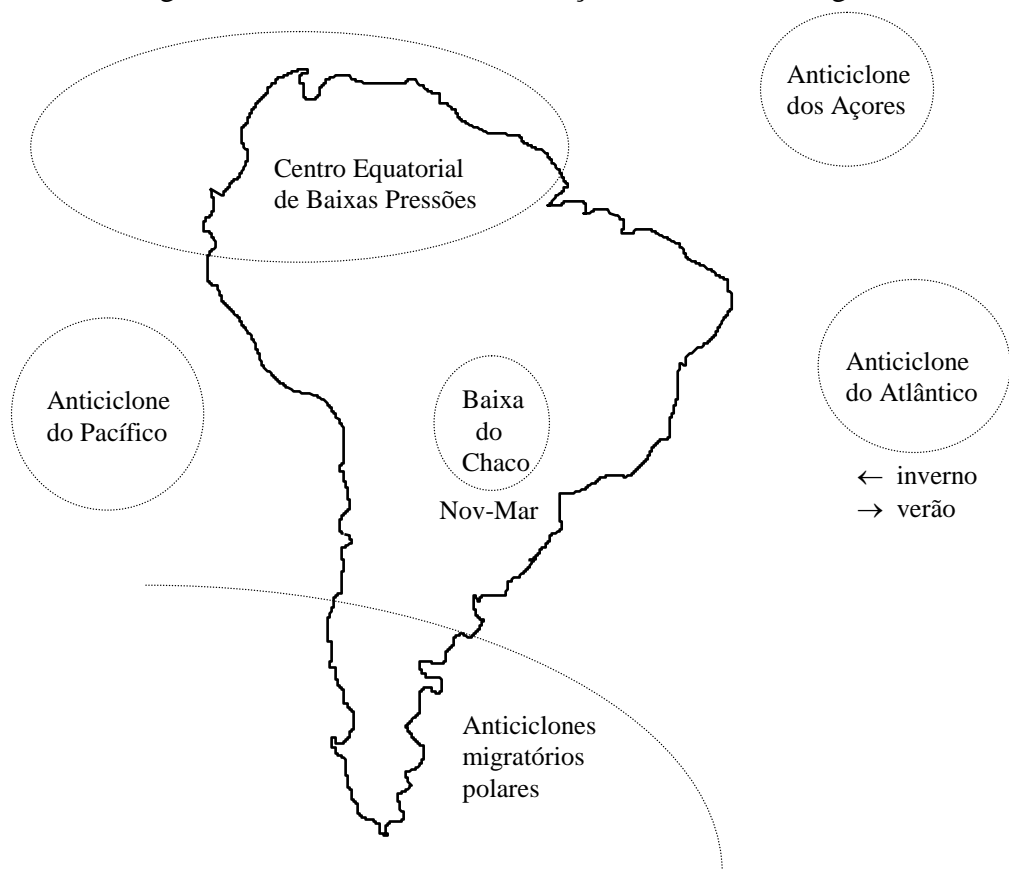 Anticiclone
dos Açores
Centro Equatorial
de Baixas Pressões
Anticiclone
do Pacífico
Baixa
do
Chaco
Nov-Mar
Anticiclone
do Atlântico
← inverno
→ verão
Anticiclones
migratórios
polares